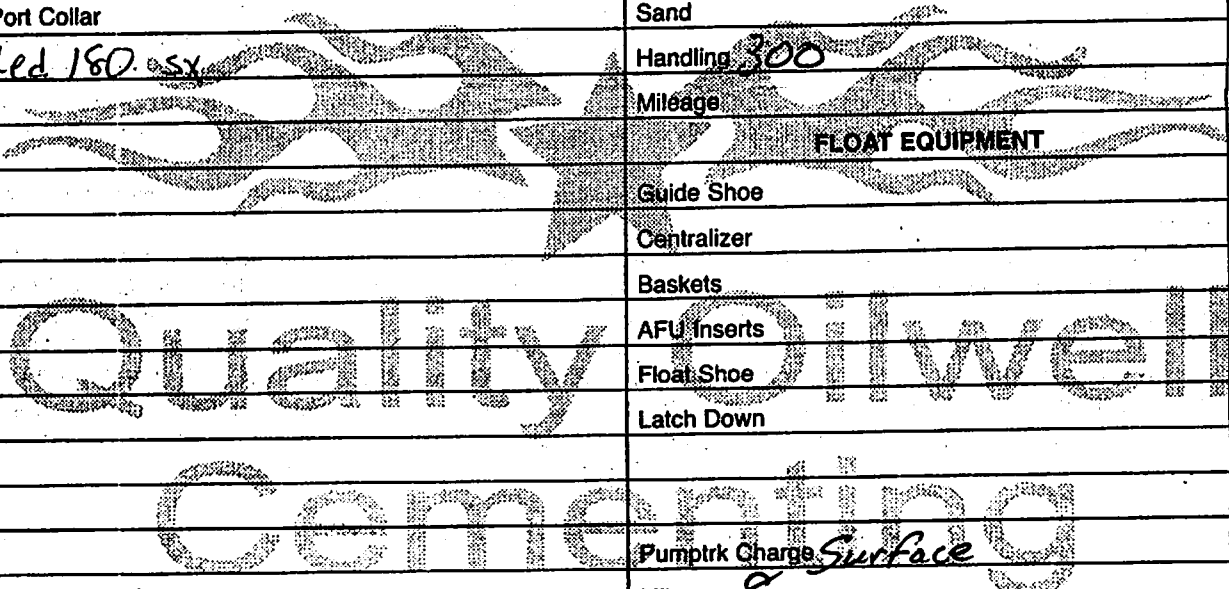 Port Collar
Sand
180 sx
Handling 300
Mileage
FLOAT EQUIPMENT
Guide Shoe
Centralizer
Baskets
AFU Inserts
Float Shoe
Latch Down
Quality Oilwell
Cementing
Pumptrk Charge Surface